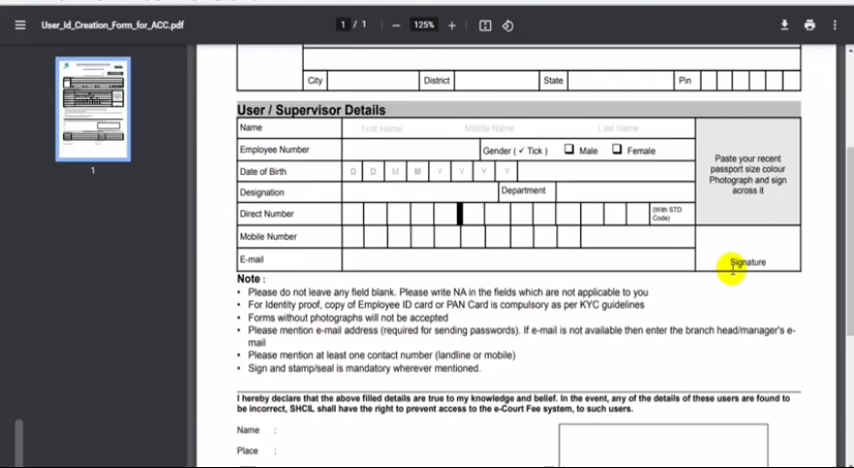 User_Id_Creation_Form_for_ACC.pdf
1 / 1
125%
1
City District State Pin
User / Supervisor Details
Name First Name Middle Name Last Name
Employee Number Gender ( ✓ Tick ) Male Female
Date of Birth D D M M Y Y Y Y
Paste your recent
passport size colour
Photograph and sign
across it
Designation Department
Direct Number (With STD
Code)
Mobile Number
E-mail
Signature
Note :
• Please do not leave any field blank. Please write NA in the fields which are not applicable to you
• For Identity proof, copy of Employee ID card or PAN Card is compulsory as per KYC guidelines
• Forms without photographs will not be accepted
• Please mention e-mail address (required for sending passwords). If e-mail is not available then enter the branch head/manager's e-
mail
• Please mention at least one contact number (landline or mobile)
• Sign and stamp/seal is mandatory wherever mentioned.
I hereby declare that the above filled details are true to my knowledge and belief. In the event, any of the details of these users are found to
be incorrect, SHCIL shall have the right to prevent access to the e-Court Fee system, to such users.
Name :
Place :